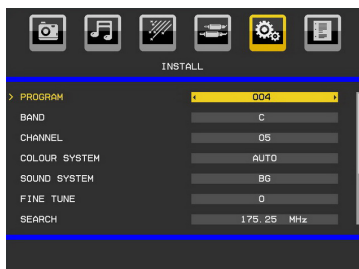 INSTALL
> PROGRAM 004
BAND C
CHANNEL 05
COLOUR SYSTEM AUTO
SOUND SYSTEM BG
FINE TUNE 0
SEARCH 175.25 MHz